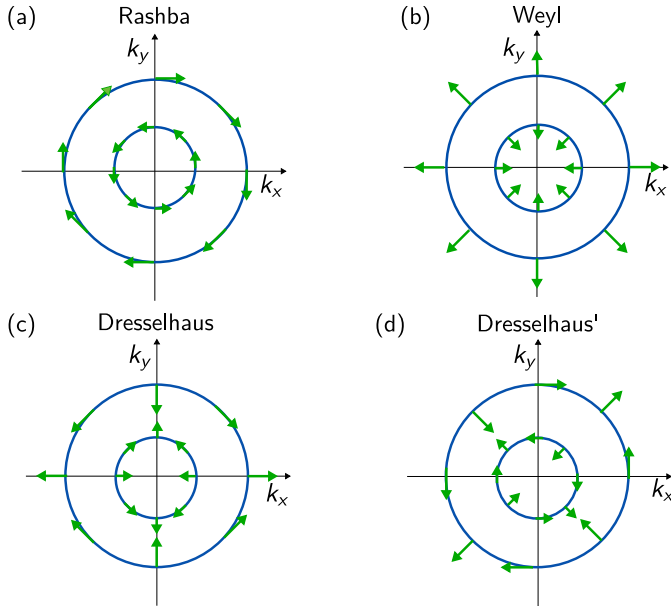 (a) Rashba
k_y
k_x
(b) Weyl
k_y
k_x
(c) Dresselhaus
k_y
k_x
(d) Dresselhaus'
k_y
k_x